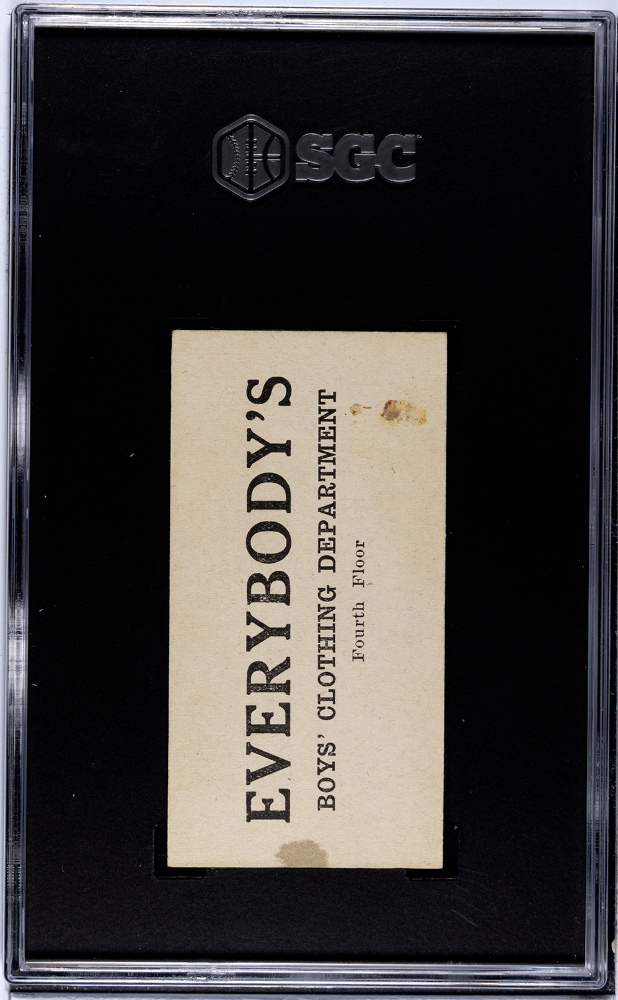 SGC
EVERYBODY'S
BOYS' CLOTHING DEPARTMENT
Fourth Floor